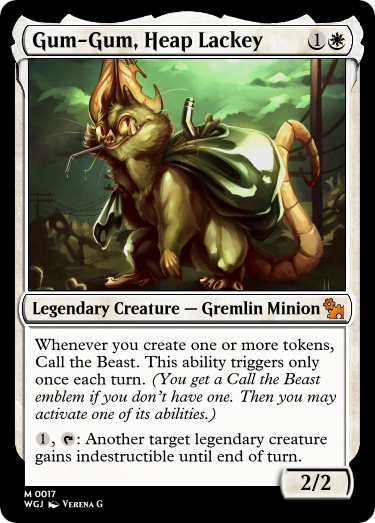 Gum-Gum, Heap Lackey 1
Legendary Creature — Gremlin Minion
Whenever you create one or more tokens,
Call the Beast. This ability triggers only
once each turn. (You get a Call the Beast
emblem if you don't have one. Then you may
activate one of its abilities.)
1, : Another target legendary creature
gains indestructible until end of turn.
2/2
M 0017
WGJ Verena G